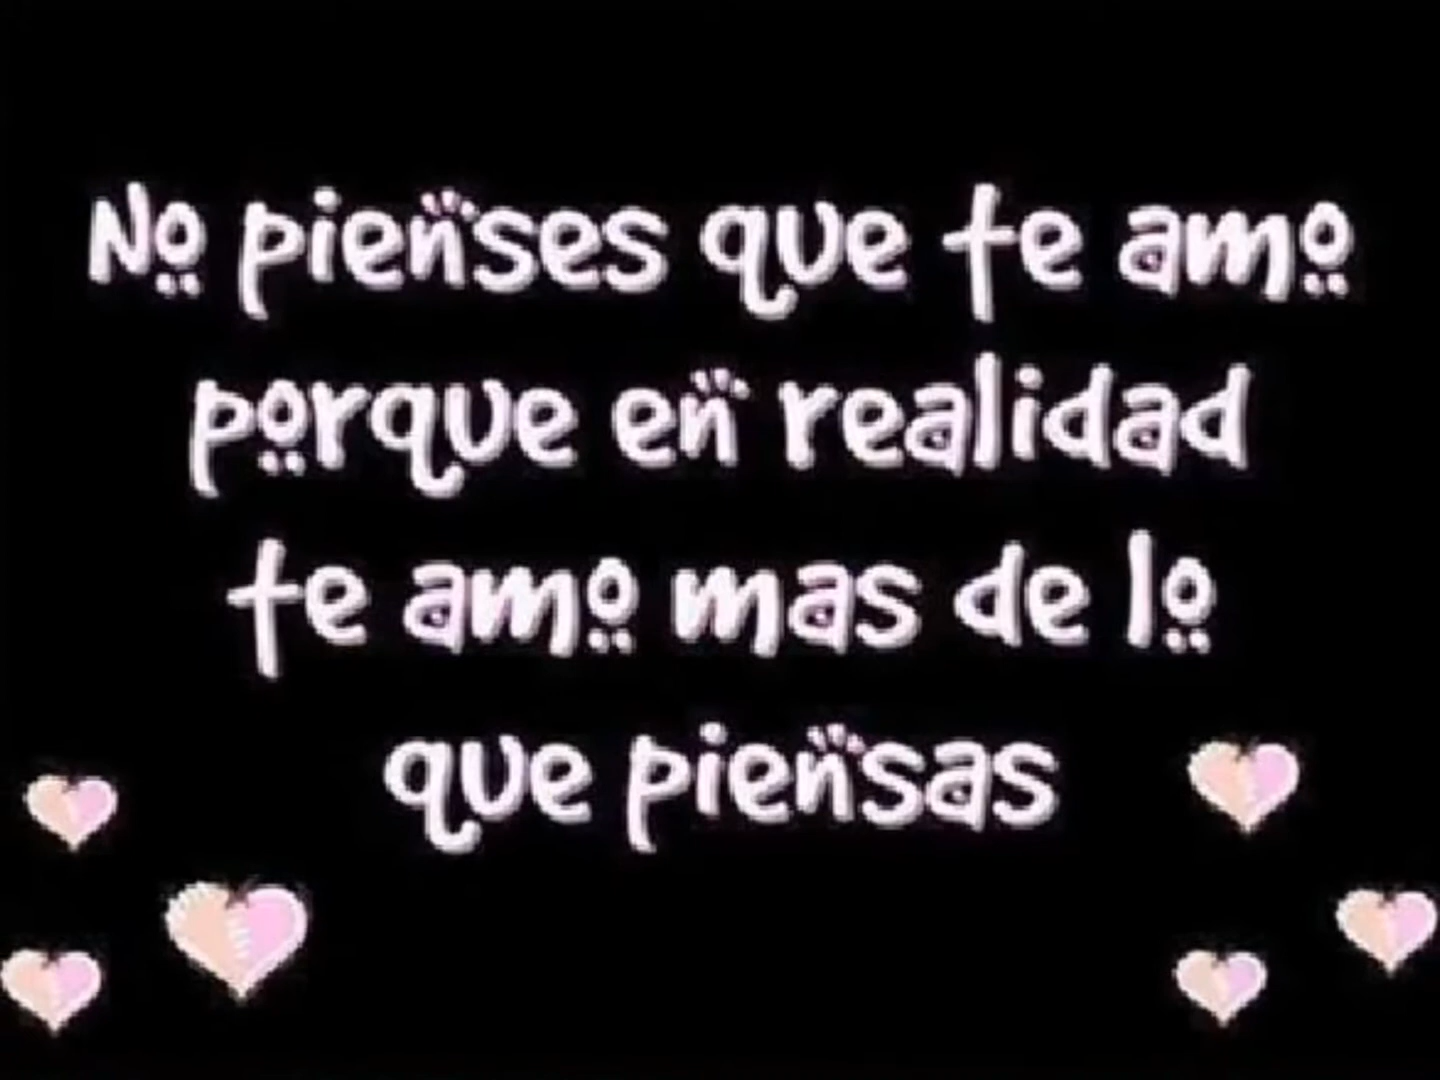 No pienses que te amo
porque en realidad
te amo mas de lo
que piensas